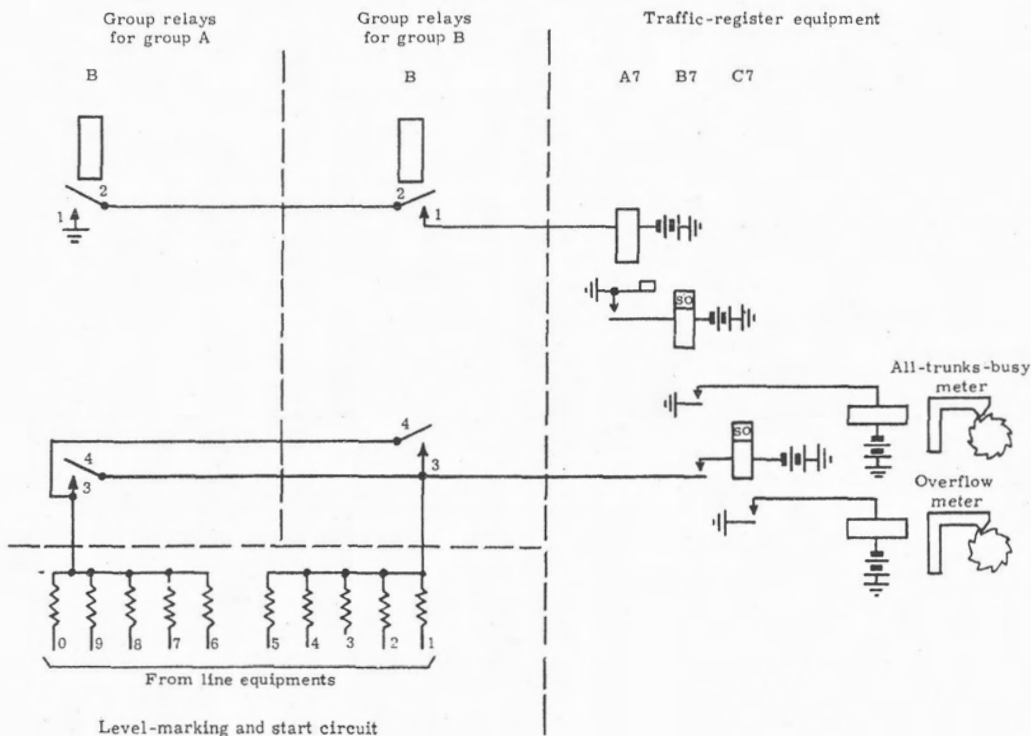 Group relays
for group A
Group relays
for group B
Traffic-register equipment
B
B
A7 B7 C7
2
1
2
1
SO
All-trunks-busy
meter
4
4
3
3
SO
Overflow
meter
0 9 8 7 6 5 4 3 2 1
From line equipments
Level-marking and start circuit